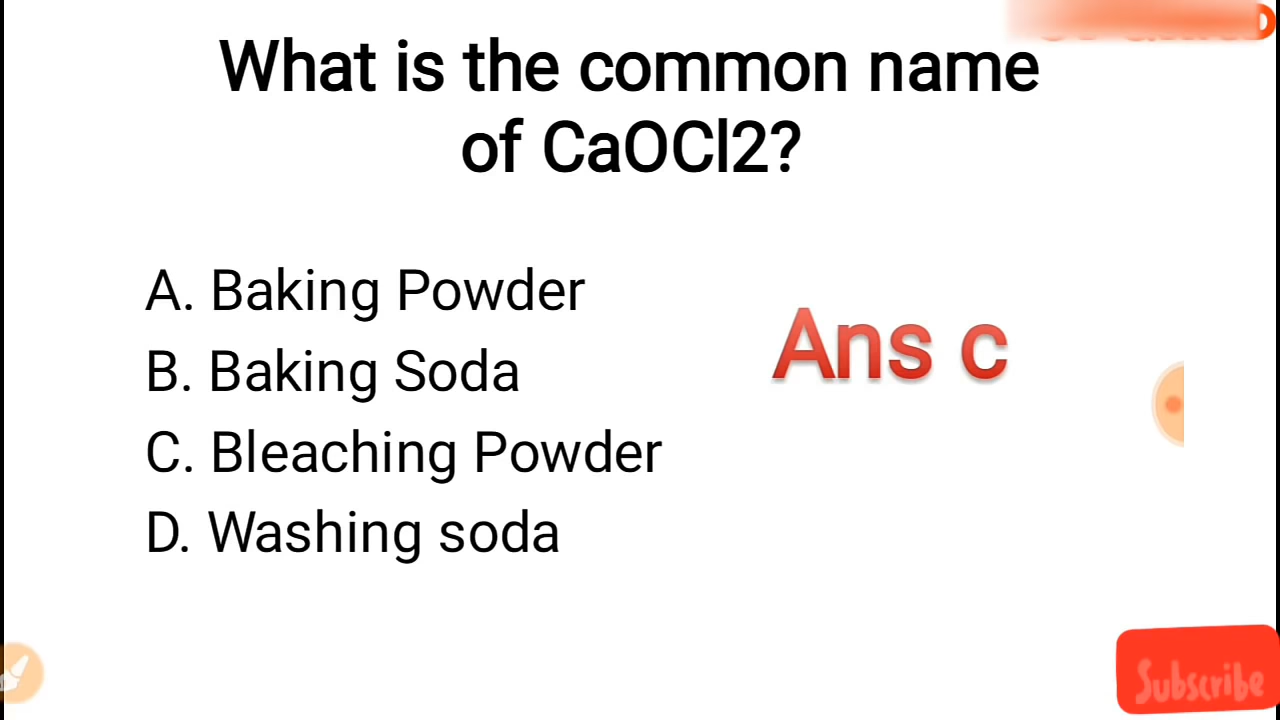 What is the common name
of CaOCl2?
A. Baking Powder
B. Baking Soda
C. Bleaching Powder
D. Washing soda
Ans c
Subscribe